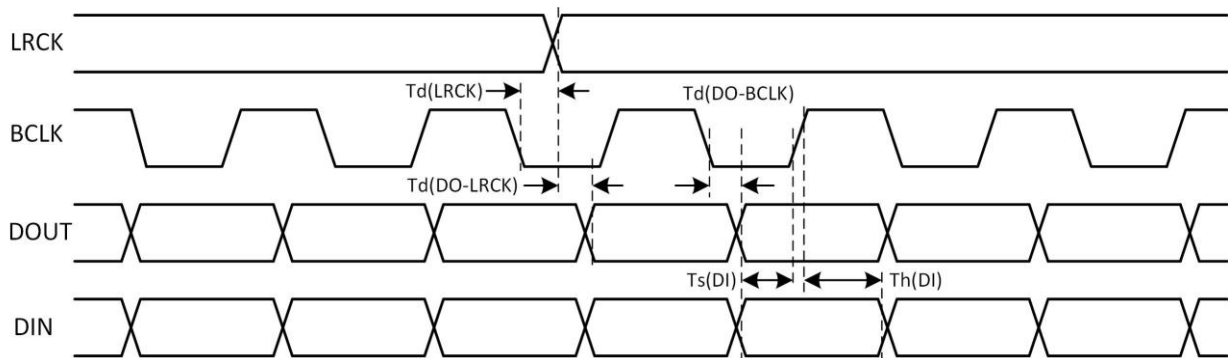 LRCK
Td(LRCK)
Td(DO-BCLK)
BCLK
Td(DO-LRCK)
DOUT
Ts(DI)
Th(DI)
DIN